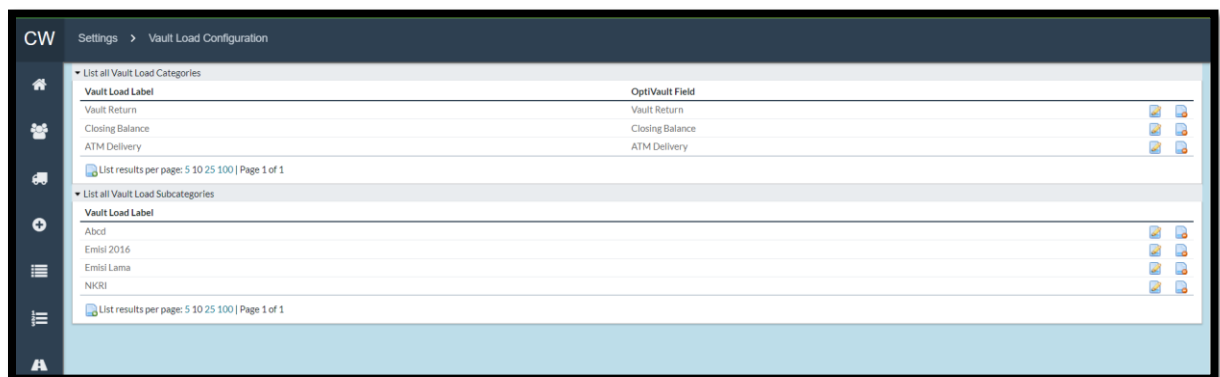 CW Settings > Vault Load Configuration
List all Vault Load Categories
Vault Load Label OptiVault Field
Vault Return Vault Return
Closing Balance Closing Balance
ATM Delivery ATM Delivery
List results per page: 5 10 25 100 | Page 1 of 1
List all Vault Load Subcategories
Vault Load Label
Abcd
Emisi 2016
Emisi Lama
NKRI
List results per page: 5 10 25 100 | Page 1 of 1